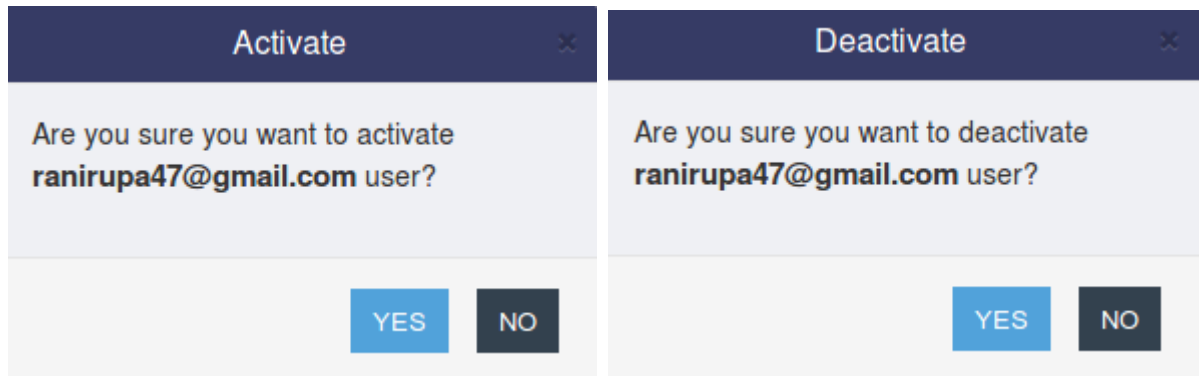 Activate
Are you sure you want to activate
ranirupa47@gmail.com user?
YES NO
Deactivate
Are you sure you want to deactivate
ranirupa47@gmail.com user?
YES NO